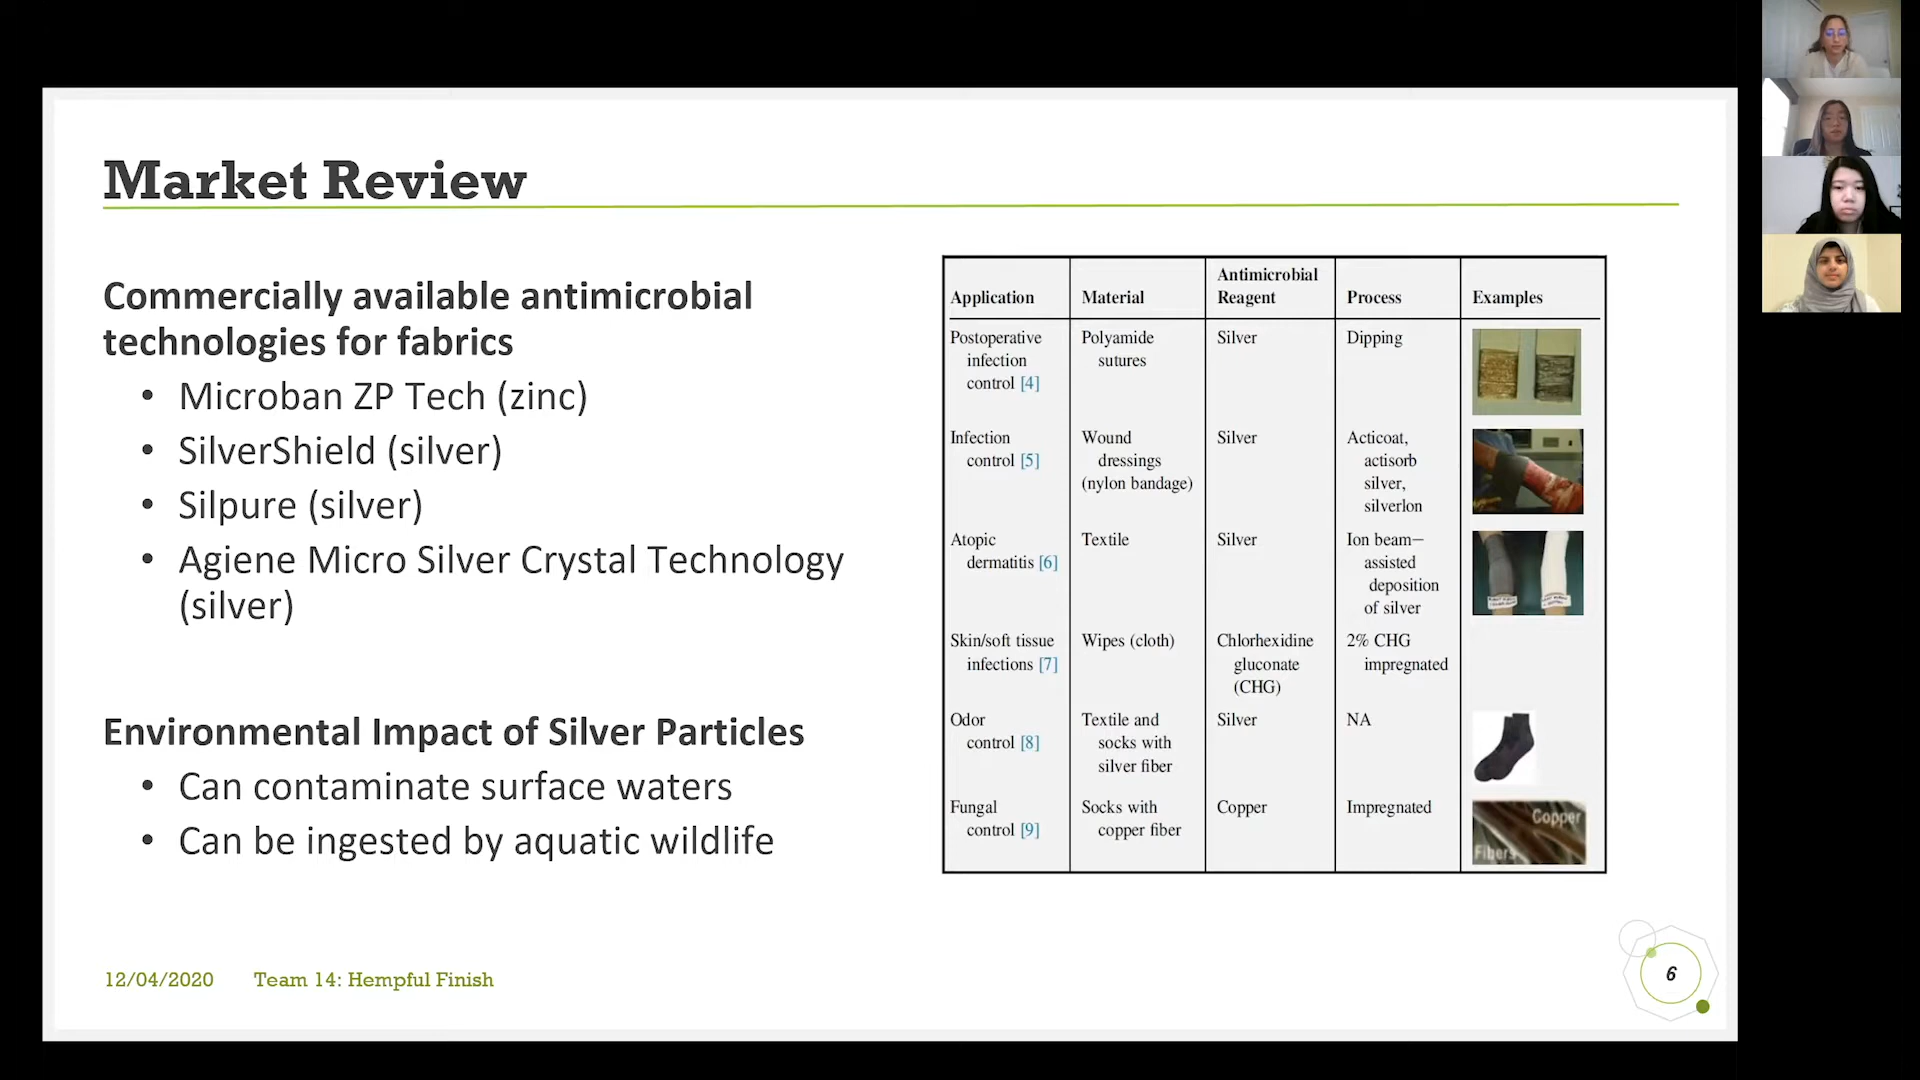 Market Review
Commercially available antimicrobial
technologies for fabrics
• Microban ZP Tech (zinc)
• SilverShield (silver)
• Silpure (silver)
• Agiene Micro Silver Crystal Technology
(silver)
Environmental Impact of Silver Particles
• Can contaminate surface waters
• Can be ingested by aquatic wildlife
Application Material Antimicrobial Reagent Process Examples
Postoperative
infection
control [4]
Polyamide
sutures
Silver
Dipping
Infection
control [5]
Wound
dressings
(nylon bandage)
Silver
Acticoat,
actisorb
silver,
silverlon
Atopic
dermatitis [6]
Textile
Silver
Ion beam—
assisted
deposition
of silver
Skin/soft tissue
infections [7]
Wipes (cloth)
Chlorhexidine
gluconate
(CHG)
2% CHG
impregnated
Odor
control [8]
Textile and
socks with
silver fiber
Silver
NA
Fungal
control [9]
Socks with
copper fiber
Copper
Impregnated
Copper
Fibers
12/04/2020 Team 14: Hempful Finish
6